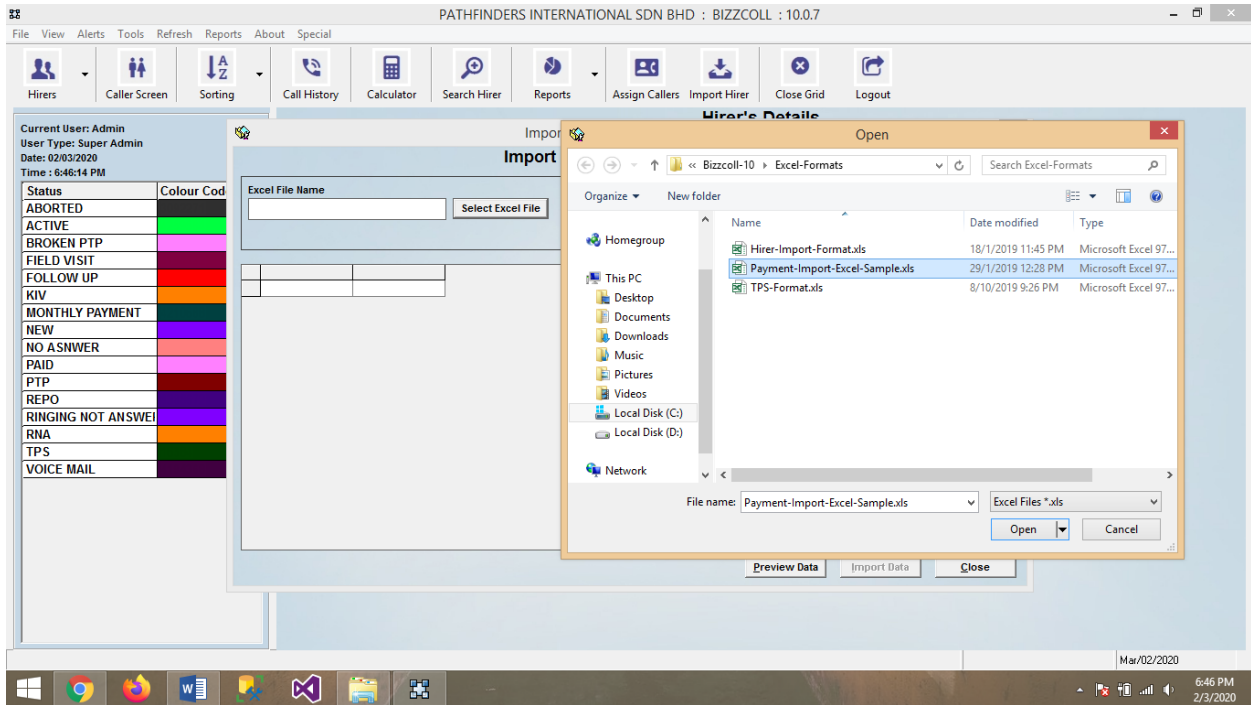 PATHFINDERS INTERNATIONAL SDN BHD : BIZZCOLL : 10.0.7
File View Alerts Tools Refresh Reports About Special
Hirers Caller Screen Sorting Call History Calculator Search Hirer Reports Assign Callers Import Hirer Close Grid Logout
Hirer's Details
Current User: Admin
User Type: Super Admin
Date: 02/03/2020
Time : 6:46:14 PM
Status Colour Cod
ABORTED
ACTIVE
BROKEN PTP
FIELD VISIT
FOLLOW UP
KIV
MONTHLY PAYMENT
NEW
NO ASNWER
PAID
PTP
REPO
RINGING NOT ANSWEI
RNA
TPS
VOICE MAIL
Impor
Import
Excel File Name
Select Excel File
Preview Data Import Data Close
Open
« Bizzcoll-10 Excel-Formats Search Excel-Formats
Organize New folder
Name Date modified Type
Homegroup
This PC
Desktop
Documents
Downloads
Music
Pictures
Videos
Local Disk (C:)
Local Disk (D:)
Network
Hirer-Import-Format.xls 18/1/2019 11:45 PM Microsoft Excel 97...
Payment-Import-Excel-Sample.xls 29/1/2019 12:28 PM Microsoft Excel 97...
TPS-Format.xls 8/10/2019 9:26 PM Microsoft Excel 97...
File name: Payment-Import-Excel-Sample.xls Excel Files *.xls
Open Cancel
Mar/02/2020
6:46 PM
2/3/2020